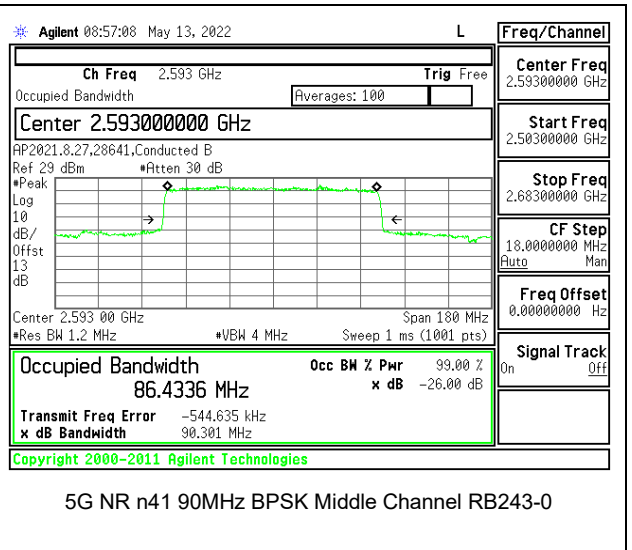 Agilent 08:57:08 May 13, 2022 L
Ch Freq 2.593 GHz Trig Free
Occupied Bandwidth Averages: 100
Center 2.593000000 GHz
AP2021.8.27,28641,Conducted B
Ref 29 dBm #Atten 30 dB
#Peak
Log
10
dB/
Offst
13
dB
Center 2.593 00 GHz Span 180 MHz
#Res BW 1.2 MHz #VBW 4 MHz Sweep 1 ms (1001 pts)
Occupied Bandwidth Occ BW % Pwr 99.00 %
86.4336 MHz x dB -26.00 dB
Transmit Freq Error -544.635 kHz
x dB Bandwidth 90.301 MHz
Copyright 2000-2011 Agilent Technologies
Freq/Channel
Center Freq
2.59300000 GHz
Start Freq
2.50300000 GHz
Stop Freq
2.68300000 GHz
CF Step
18.0000000 MHz
Auto Man
Freq Offset
0.00000000 Hz
Signal Track
On Off
5G NR n41 90MHz BPSK Middle Channel RB243-0